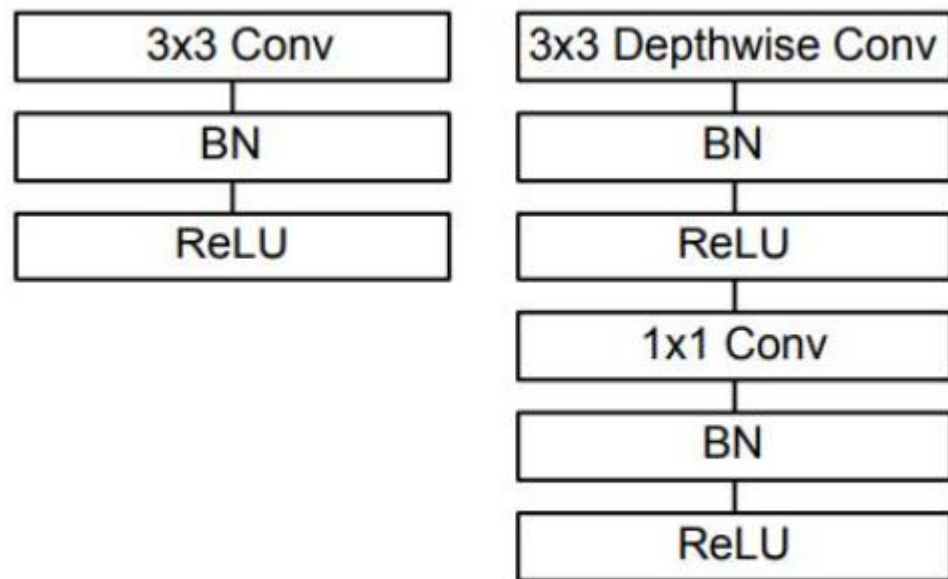 3x3 Conv
BN
ReLU
3x3 Depthwise Conv
BN
ReLU
1x1 Conv
BN
ReLU